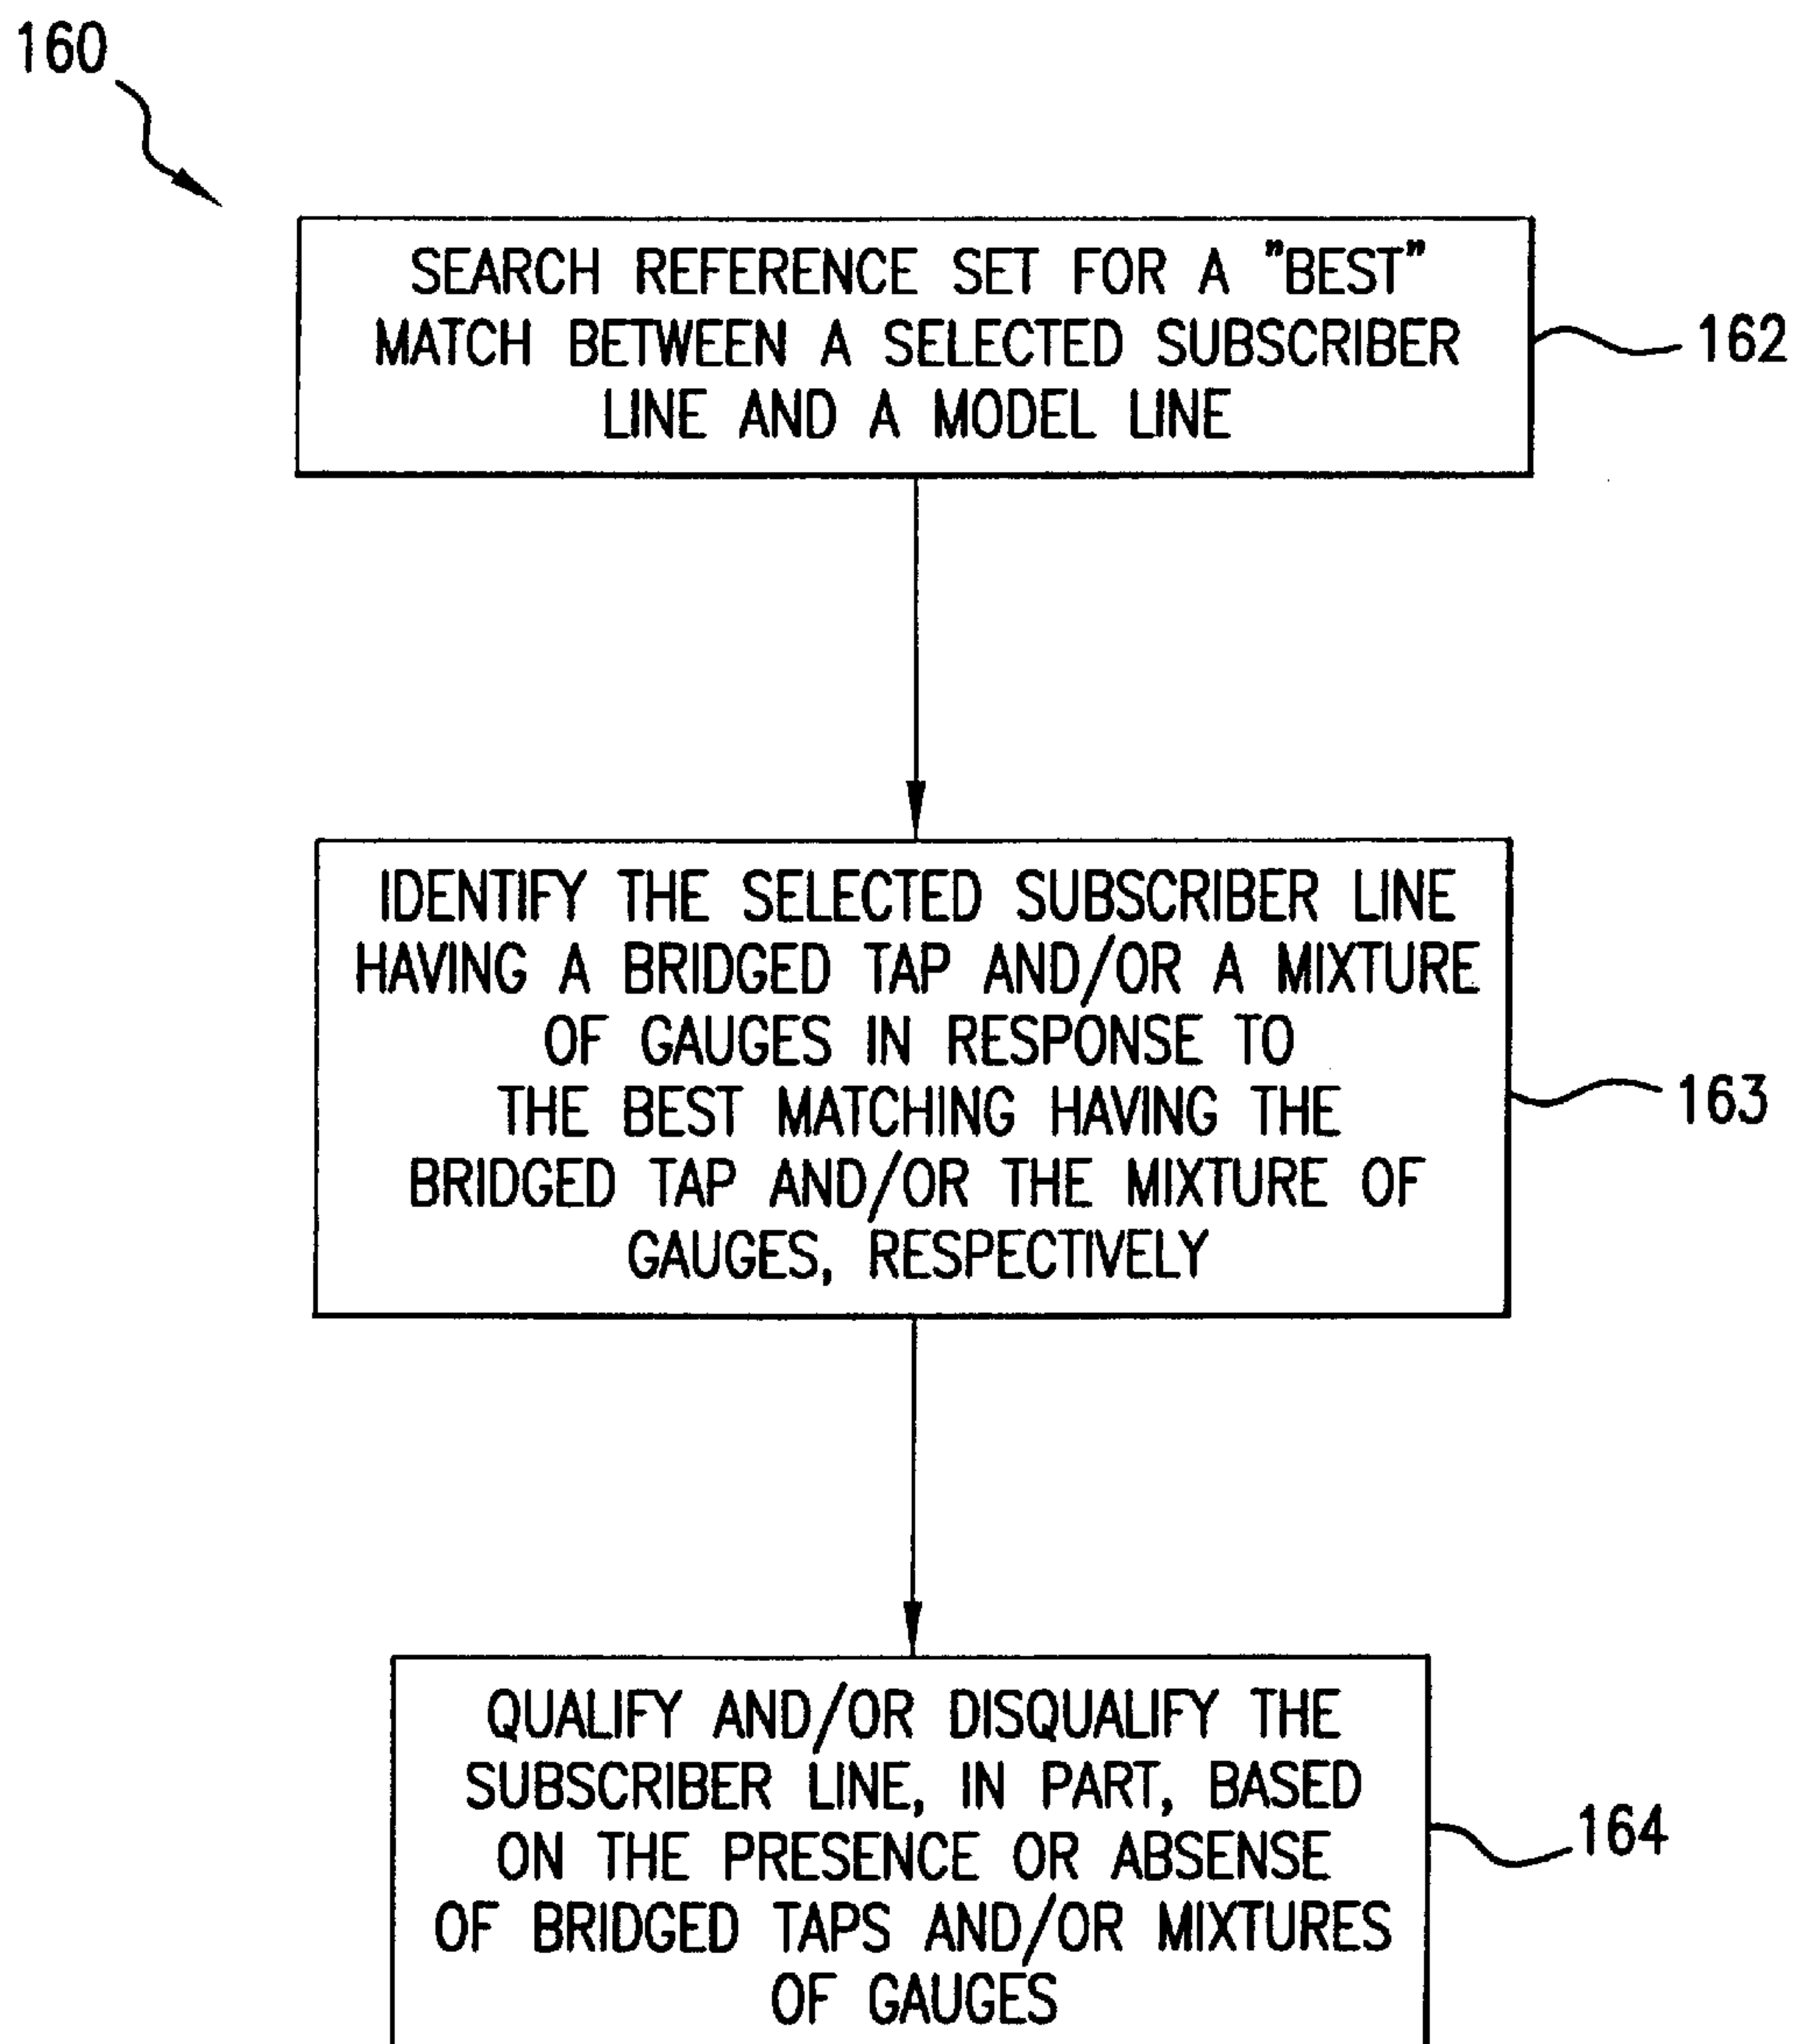 160
SEARCH REFERENCE SET FOR A "BEST"
MATCH BETWEEN A SELECTED SUBSCRIBER
LINE AND A MODEL LINE
162
IDENTIFY THE SELECTED SUBSCRIBER LINE
HAVING A BRIDGED TAP AND/OR A MIXTURE
OF GAUGES IN RESPONSE TO
THE BEST MATCHING HAVING THE
BRIDGED TAP AND/OR THE MIXTURE OF
GAUGES, RESPECTIVELY
163
QUALIFY AND/OR DISQUALIFY THE
SUBSCRIBER LINE, IN PART, BASED
ON THE PRESENCE OR ABSENSE
OF BRIDGED TAPS AND/OR MIXTURES
OF GAUGES
164